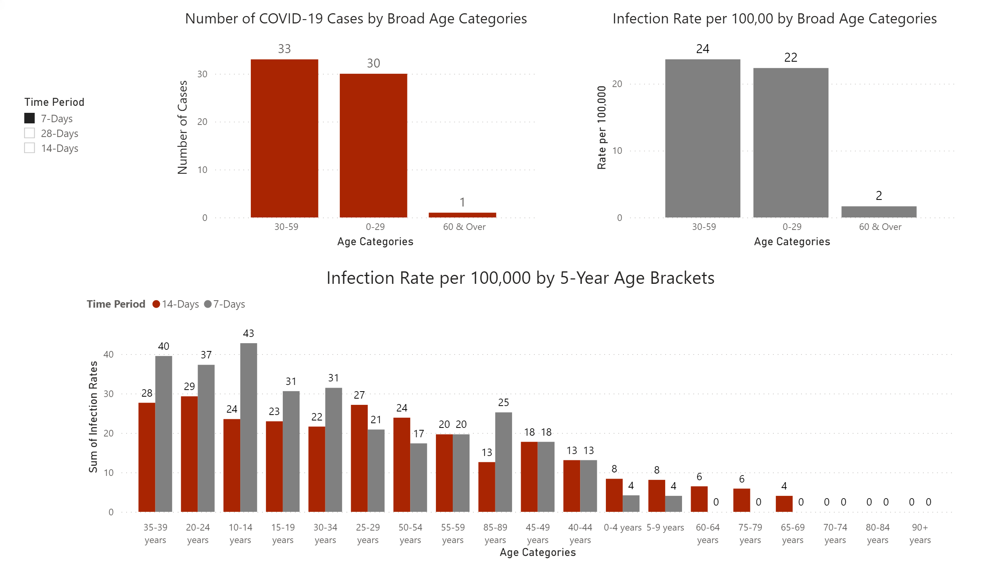 Number of COVID-19 Cases by Broad Age Categories
33
30
1
30
20
10
0
Number of Cases
30-59 0-29 60 & Over
Age Categories
Infection Rate per 100,00 by Broad Age Categories
24
22
2
20
10
0
Rate per 100,000
30-59 0-29 60 & Over
Age Categories
Time Period
7-Days
28-Days
14-Days
Infection Rate per 100,000 by 5-Year Age Brackets
Time Period 14-Days 7-Days
Sum of Infection Rates
40
30
20
10
0
28 40 29 37 24 43 23 31 22 31 27 21 24 17 20 20 13 25 18 18 13 13 8 4 8 4 6 0 6 0 4 0 0 0 0 0 0 0
35-39 20-24 10-14 15-19 30-34 25-29 50-54 55-59 85-89 45-49 40-44 0-4 years 5-9 years 60-64 75-79 65-69 70-74 80-84 90+
years years years years years years years years years years years years years years years years years
Age Categories